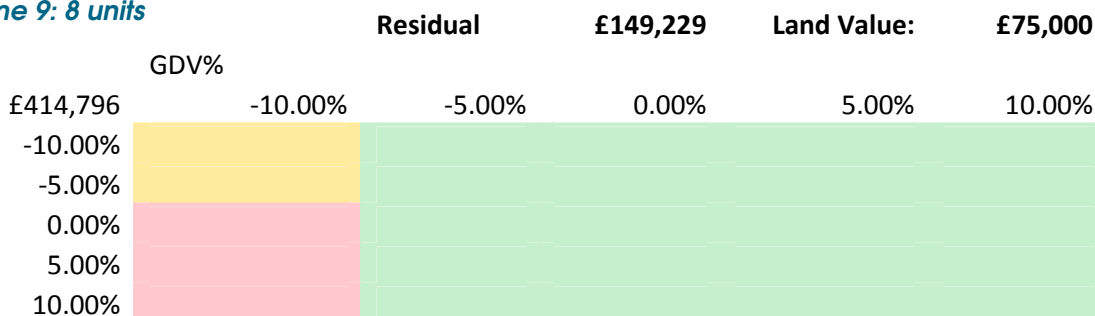 ne 9: 8 units
Residual £149,229 Land Value: £75,000
GDV%
£414,796 -10.00% -5.00% 0.00% 5.00% 10.00%
-10.00%
-5.00%
0.00%
5.00%
10.00%